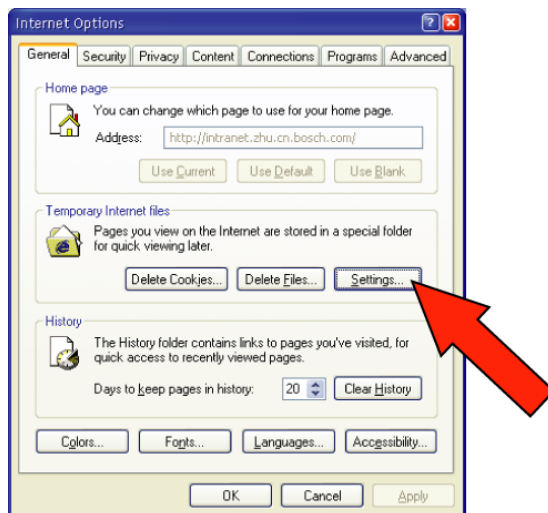 Internet Options
General Security Privacy Content Connections Programs Advanced
Home page
You can change which page to use for your home page.
Address: http://intranet.zhu.cn.bosch.com/
Use Current Use Default Use Blank
Temporary Internet files
Pages you view on the Internet are stored in a special folder
for quick viewing later.
Delete Cookies... Delete Files... Settings...
History
The History folder contains links to pages you've visited, for
quick access to recently viewed pages.
Days to keep pages in history: 20 Clear History
Colors... Fonts... Languages... Accessibility...
OK Cancel Apply